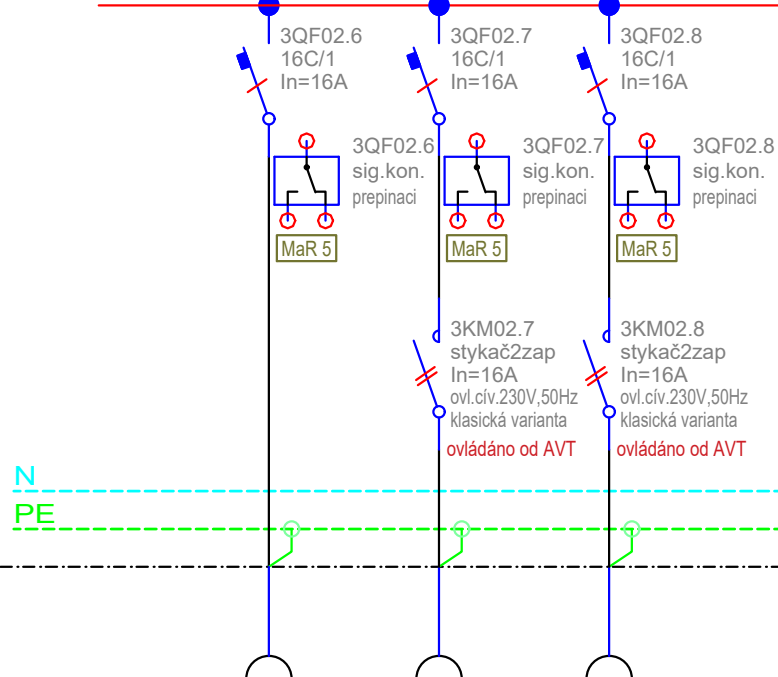 3QF02.6
16C/1
In=16A
3QF02.7
16C/1
In=16A
3QF02.8
16C/1
In=16A
3QF02.6
sig.kon.
prepinaci
MaR 5
3QF02.7
sig.kon.
prepinaci
MaR 5
3QF02.8
sig.kon.
prepinaci
MaR 5
3KM02.7
stykač2zap
In=16A
ovl.cív.230V,50Hz
klasická varianta
ovládáno od AVT
3KM02.8
stykač2zap
In=16A
ovl.cív.230V,50Hz
klasická varianta
ovládáno od AVT
N
PE